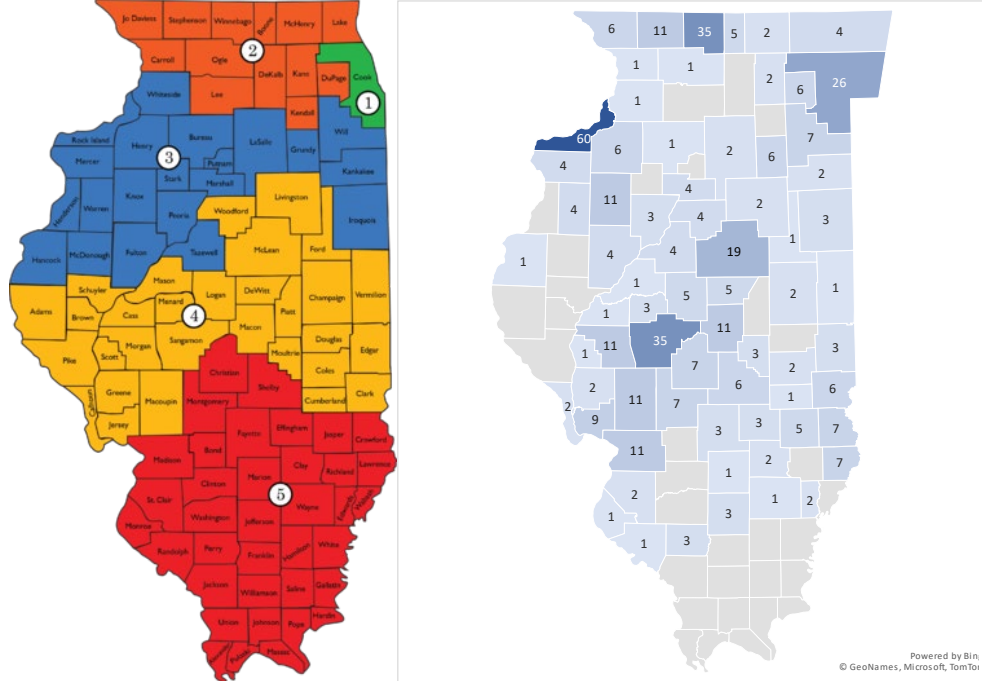 Jo Daviess Stephenson Winnebago Boone McHenry Lake
2
Carroll Ogle DeKalb Kane DuPage Cook
Whiteside Lee Kendall 1
Rock Island Henry Bureau LaSalle Grundy Will
Mercer 3 Putnam Kankakee
Henderson Warren Knox Stark Marshall
Peoria Woodford Livingston Iroquois
Hancock McDonough Fulton Tazewell McLean Ford
Adams Schuyler Mason Logan DeWitt Champaign Vermilion
Brown Cass Menard 4 Piatt
Macon
Pike Scott Morgan Sangamon Moultrie Douglas Edgar
Coles
Calhoun Greene Macoupin Christian Shelby Cumberland Clark
Jersey Montgomery
Fayette Effingham Jasper Crawford
Madison Bond Clay Richland Lawrence
Clinton Marion 5
St. Clair Washington Jefferson Wayne Edwards Wabash
Monroe
Randolph Perry Franklin Hamilton White
Jackson Williamson Saline Gallatin
Union Johnson Pope Hardin
Alexander Pulaski Massac
6 11 35 5 2 4
1 1 2 6 26
1
60 6 1 2 6 7
4 2
4 11 3 4 4 2 3
1
1 4 4 19
1 5 5 2 1
1 3
1 11 35 11 3
7 3 2
2 2 11 7 6 1 6
9 3 3 5 7
11 1 2 7
2 3 1 2
1
1 3
Powered by Bin
© GeoNames, Microsoft, TomTo